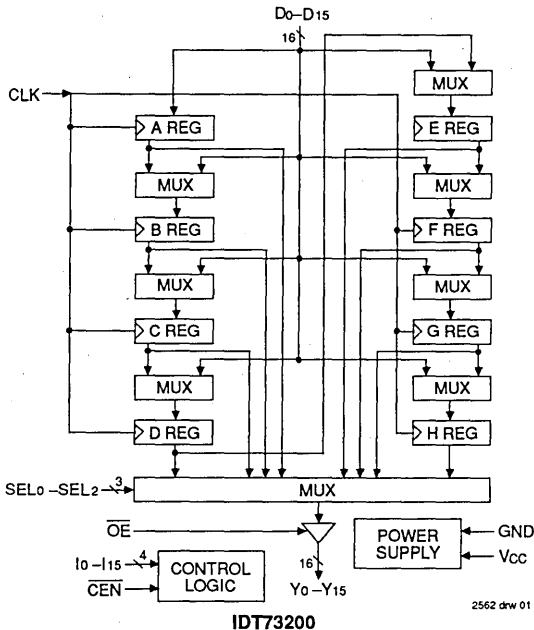 D0–D15
16
MUX
CLK
A REG
E REG
MUX
MUX
B REG
F REG
MUX
MUX
C REG
G REG
MUX
MUX
D REG
H REG
SEL0 –SEL2
3
MUX
OE
POWER SUPPLY
GND
VCC
I0 –I15
4
CONTROL LOGIC
CEN
16
Y0 –Y15
2562 drw 01
IDT73200